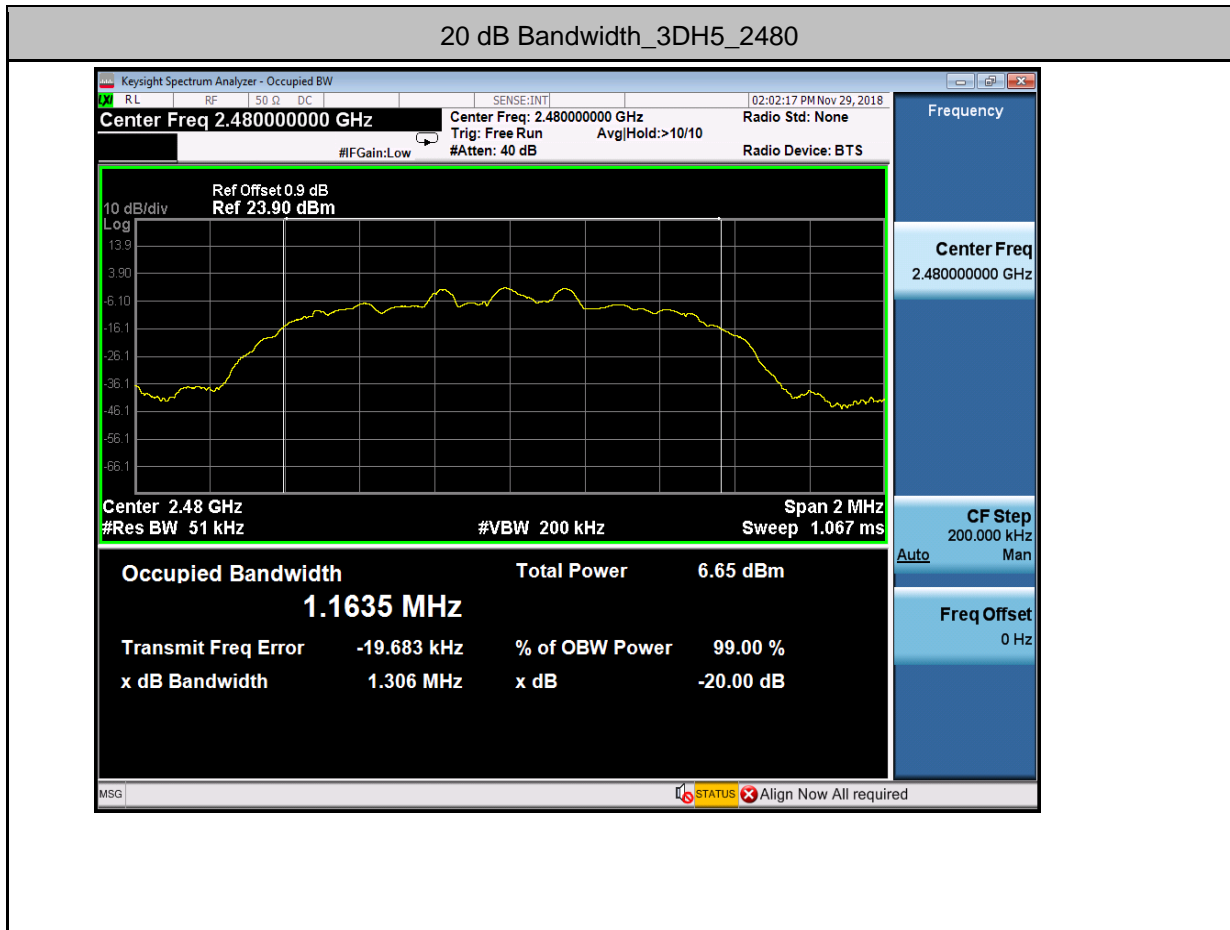 20 dB Bandwidth_3DH5_2480
Keysight Spectrum Analyzer - Occupied BW
LXI RL RF 50 Ω DC SENSE:INT 02:02:17 PM Nov 29, 2018
Center Freq 2.480000000 GHz
Center Freq: 2.480000000 GHz
Radio Std: None
Trig: Free Run Avg|Hold:>10/10
#IFGain:Low
#Atten: 40 dB
Radio Device: BTS
Frequency
Ref Offset 0.9 dB
10 dB/div Ref 23.90 dBm
Log
13.9
3.90
-6.10
-16.1
-26.1
-36.1
-46.1
-56.1
-66.1
Center 2.48 GHz Span 2 MHz
#Res BW 51 kHz #VBW 200 kHz Sweep 1.067 ms
Center Freq
2.480000000 GHz
CF Step
200.000 kHz
Auto Man
Freq Offset
0 Hz
Occupied Bandwidth Total Power 6.65 dBm
1.1635 MHz
Transmit Freq Error -19.683 kHz % of OBW Power 99.00 %
x dB Bandwidth 1.306 MHz x dB -20.00 dB
MSG STATUS Align Now All required